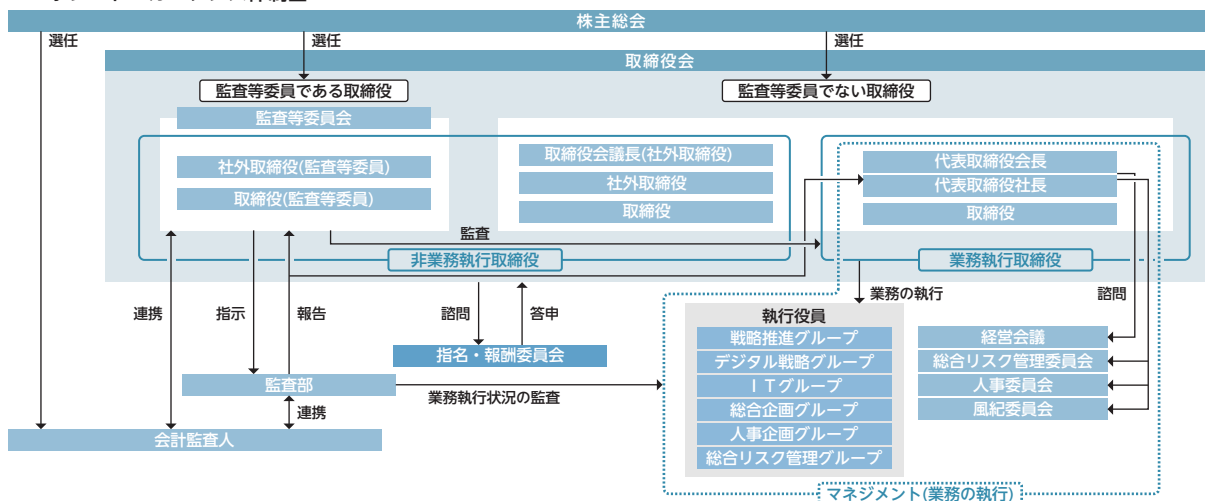 株主総会
選任
選任
選任
取締役会
監査等委員である取締役
監査等委員でない取締役
監査等委員会
社外取締役(監査等委員)
取締役(監査等委員)
取締役会議長(社外取締役)
社外取締役
取締役
代表取締役会長
代表取締役社長
取締役
監査
非業務執行取締役
業務執行取締役
連携
指示
報告
諮問
答申
業務の執行
諮問
指名・報酬委員会
執行役員
戦略推進グループ
デジタル戦略グループ
ITグループ
総合企画グループ
人事企画グループ
総合リスク管理グループ
経営会議
総合リスク管理委員会
人事委員会
風紀委員会
監査部
業務執行状況の監査
連携
会計監査人
マネジメント(業務の執行)